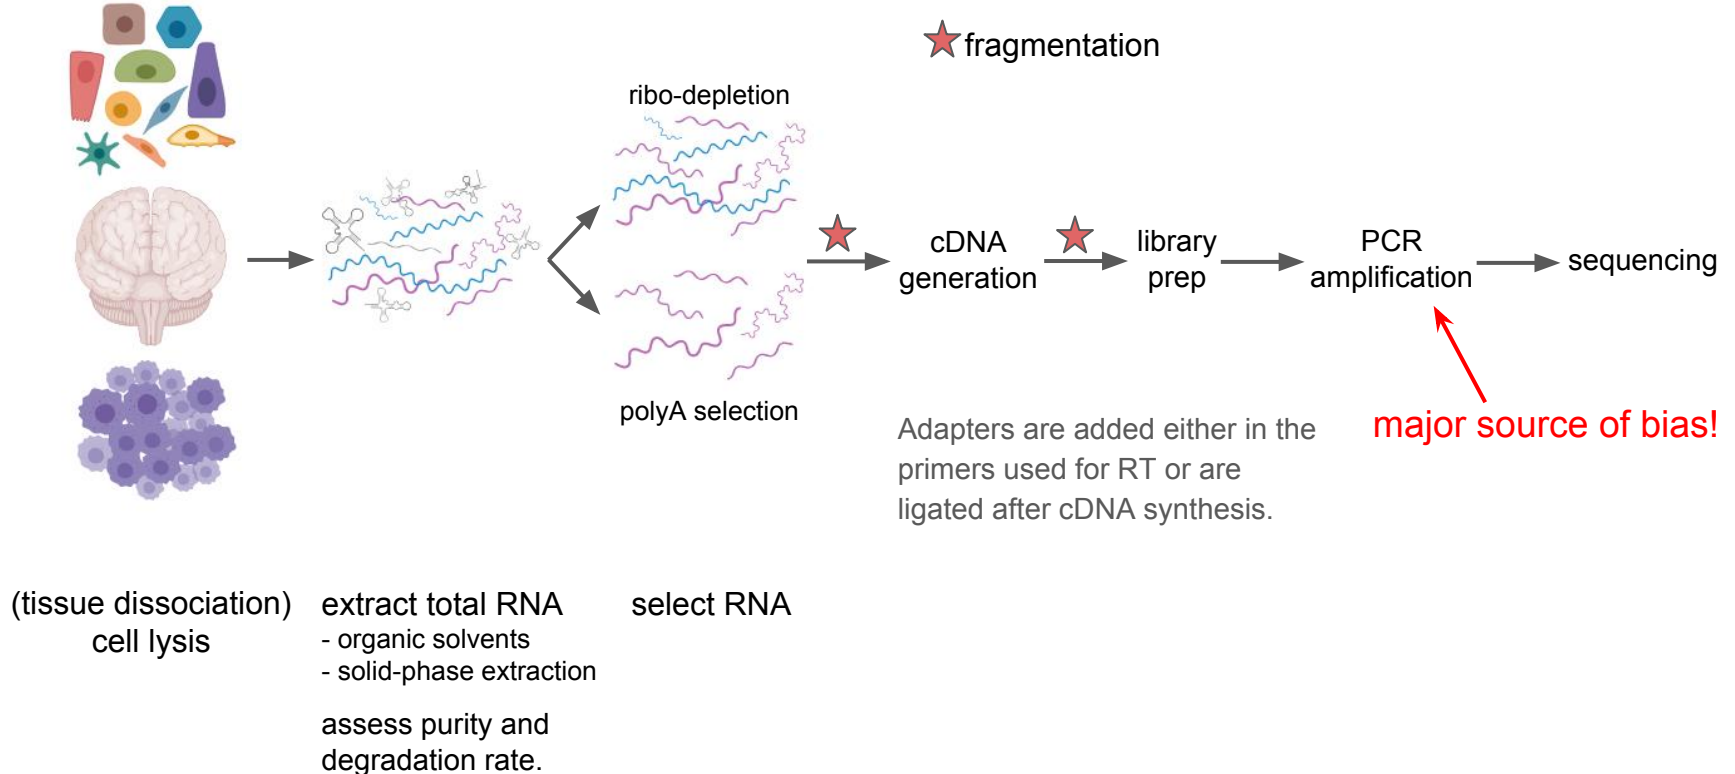 fragmentation
ribo-depletion
polyA selection
cDNA
generation
library
prep
PCR
amplification
sequencing
major source of bias!
Adapters are added either in the
primers used for RT or are
ligated after cDNA synthesis.
(tissue dissociation)
cell lysis
extract total RNA
- organic solvents
- solid-phase extraction
assess purity and
degradation rate.
select RNA